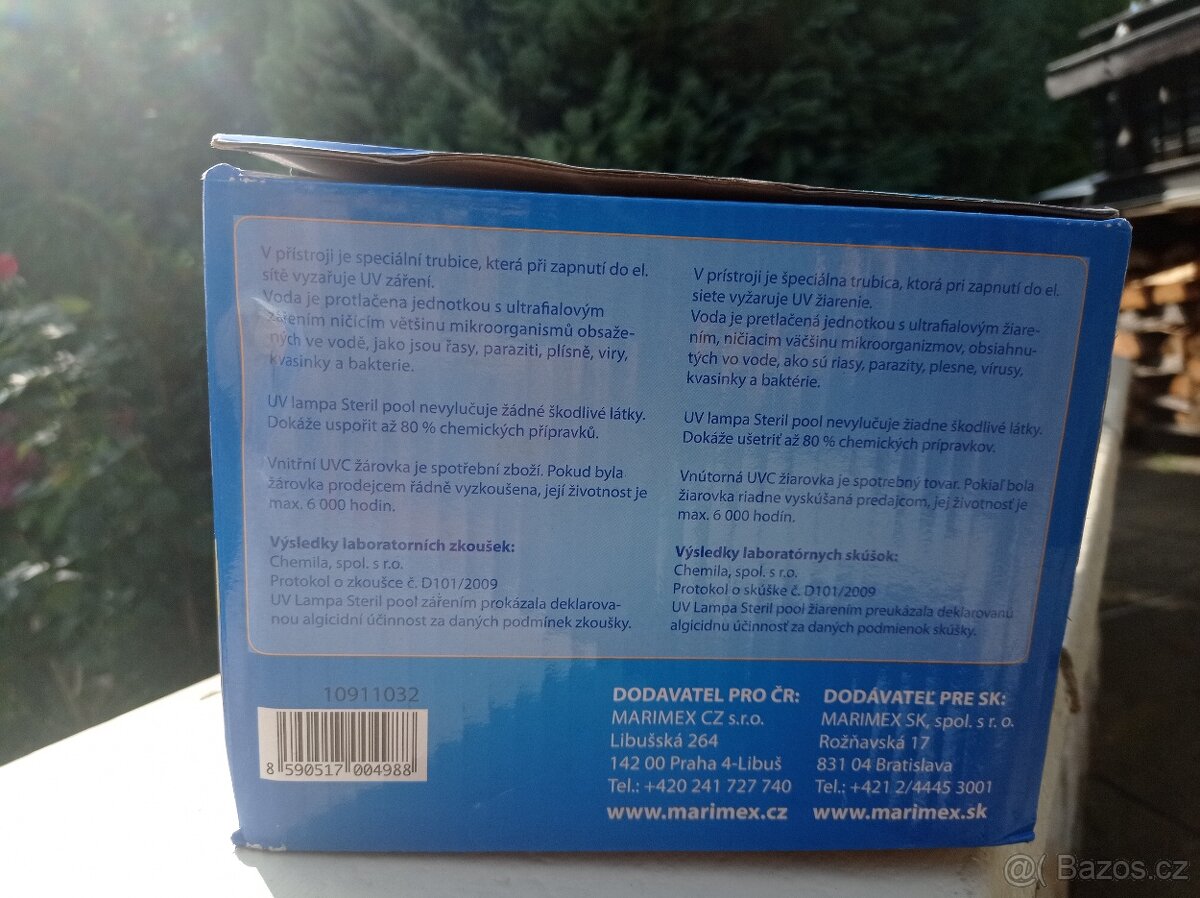 V přístroji je speciální trubice, která při zapnutí do el.
sítě vyzařuje UV záření.
Voda je protlačena jednotkou s ultrafialovým
zářením ničícím většinu mikroorganismů obsaže-
ných ve vodě, jako jsou řasy, paraziti, plísně, viry,
kvasinky a bakterie.
UV lampa Steril pool nevylučuje žádné škodlivé látky.
Dokáže uspořit až 80 % chemických přípravků.
Vnitřní UVC žárovka je spotřební zboží. Pokud byla
žárovka prodejcem řádně vyzkoušena, její životnost je
max. 6 000 hodin.
Výsledky laboratorních zkoušek:
Chemila, spol. s r.o.
Protokol o zkoušce č. D101/2009
UV Lampa Steril pool zářením prokázala deklarova-
nou algicidní účinnost za daných podmínek zkoušky.
V prístroji je špeciálna trubica, ktorá pri zapnutí do el.
siete vyžaruje UV žiarenie.
Voda je pretlačená jednotkou s ultrafialovým žiare-
ním, ničiacim väčšinu mikroorganizmov, obsiahnu-
tých vo vode, ako sú riasy, parazity, plesne, vírusy,
kvasinky a baktérie.
UV lampa Steril pool nevylučuje žiadne škodlivé látky.
Dokáže ušetriť až 80 % chemických prípravkov.
Vnútorná UVC žiarovka je spotrebný tovar. Pokiaľ bola
žiarovka riadne vyskúšaná predajcom, jej životnosť je
max. 6 000 hodín.
Výsledky laboratórnych skúšok:
Chemila, spol. s r.o.
Protokol o skúške č. D101/2009
UV Lampa Steril pool žiarením preukázala deklarovanú
algicidnu účinnosť za daných podmienok skúšky.
10911032
8 590517 004988
DODAVATEL PRO ČR:
MARIMEX CZ s.r.o.
Libušská 264
142 00 Praha 4-Libuš
Tel.: +420 241 727 740
www.marimex.cz
DODÁVATEĽ PRE SK:
MARIMEX SK, spol. s r. o.
Rožňavská 17
831 04 Bratislava
Tel.: +421 2/4445 3001
www.marimex.sk
@( Bazos.cz